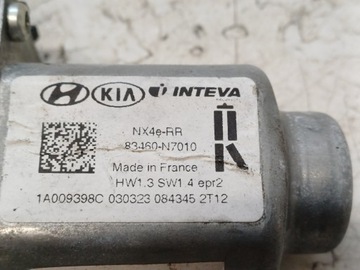 KIA INTEVA
NX4e-RR
83460-N7010
Made in France
HW1.3 SW1 4 epr2
1A009398C 030323 084345 2T12